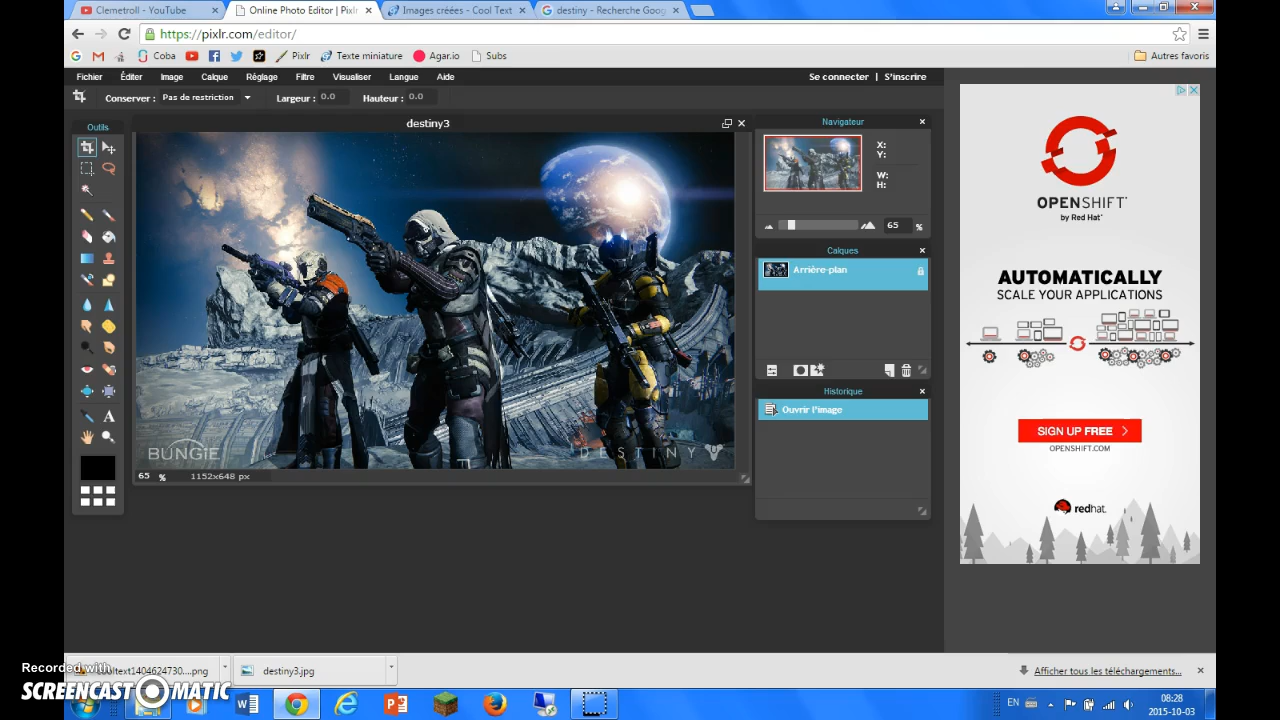 Clemetroll - YouTube
Online Photo Editor | Pixlr
Images créées - Cool Text
destiny - Recherche Goog
https://pixlr.com/editor/
Coba
Pixlr
Texte miniature
Agar.io
Subs
Autres favoris
Fichier Éditer Image Calque Réglage Filtre Visualiser Langue Aide
Se connecter | S'inscrire
Conserver : Pas de restriction
Largeur : 0.0
Hauteur : 0.0
Outils
destiny3
BUNGiE
DESTINY
65 %
1152x648 px
Navigateur
X:
Y:
W:
H:
65 %
Calques
Arrière-plan
Historique
Ouvrir l'image
OPENSHIFT
by Red Hat
AUTOMATICALLY
SCALE YOUR APPLICATIONS
SIGN UP FREE
OPENSHIFT.COM
redhat.
destiny3.jpg
Afficher tous les téléchargements...
Recorded with
SCREENCAST MATIC
EN
08:28
2015-10-03